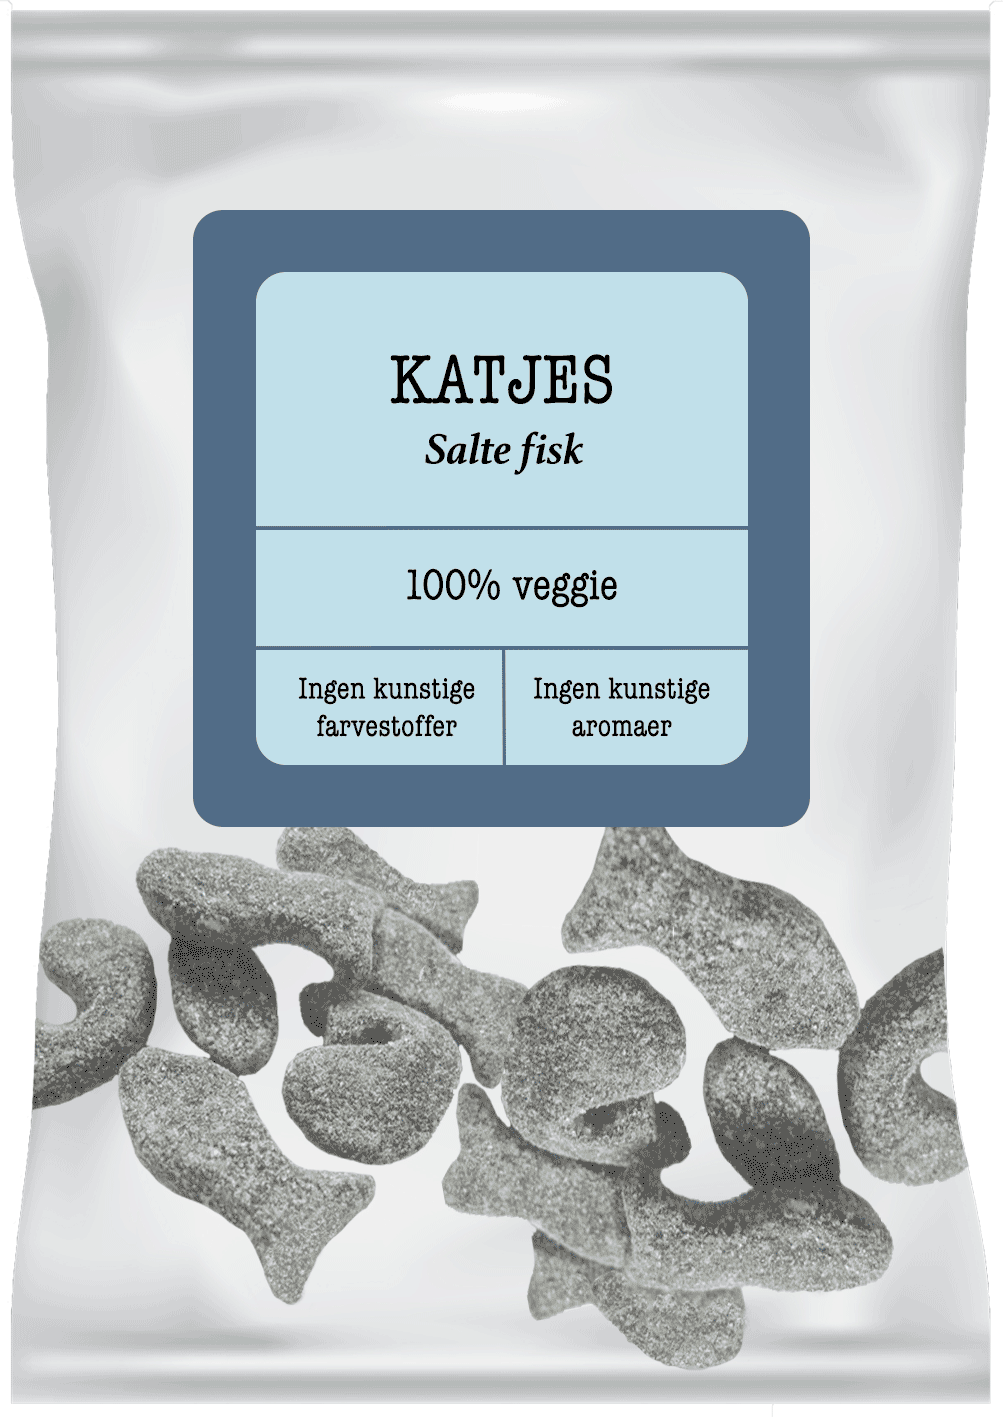 KATJES
Salte fisk
100% veggie
Ingen kunstige
farvestoffer
Ingen kunstige
aromaer